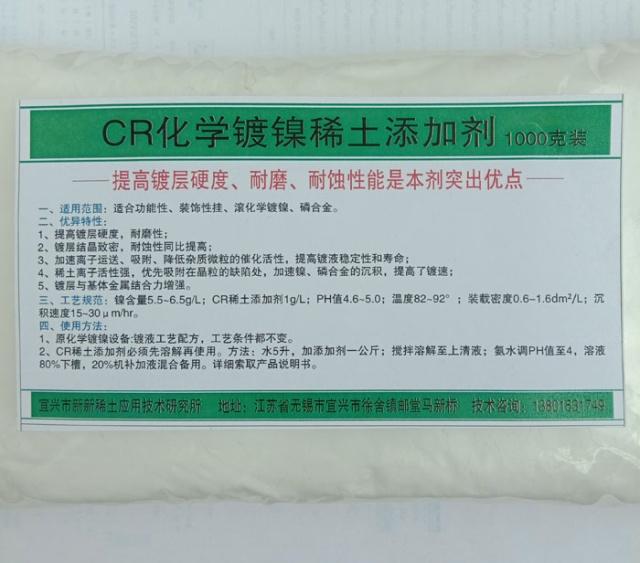 CR化学镀镍稀土添加剂 1000克装
提高镀层硬度、耐磨、耐蚀性能是本剂突出优点
一、适用范围：适合功能性、装饰性挂、滚化学镀镍、磷合金。
二、优异特性：
1、提高镀层硬度，耐磨性；
2、镀层结晶致密，耐蚀性同比提高；
3、加速离子运送、吸附、降低杂质微粒的催化活性，提高镀液稳定性和寿命；
4、稀土离子活性强，优先吸附在晶粒的缺陷处，加速镍、磷合金的沉积，提高了镀速；
5、镀层与基体金属结合力增强。
三、工艺规范：镍含量5.5~6.5g/L；CR稀土添加剂1g/L；PH值4.6~5.0；温度82~92°；装载密度0.6~1.6dm²/L；沉
积速度15~30μm/hr。
四、使用方法：
1、原化学镀镍设备:镀液工艺配方，工艺条件都不变。
2、CR稀土添加剂必须先溶解再使用。方法：水5升，加添加剂一公斤；搅拌溶解至上清液；氨水调PH值至4，溶液
80%下槽，20%机补加液混合备用。详细索取产品说明书。
宜兴市新新稀土应用技术研究所 地址：江苏省无锡市宜兴市徐舍镇邮堂马新桥 技术咨询：13801631749